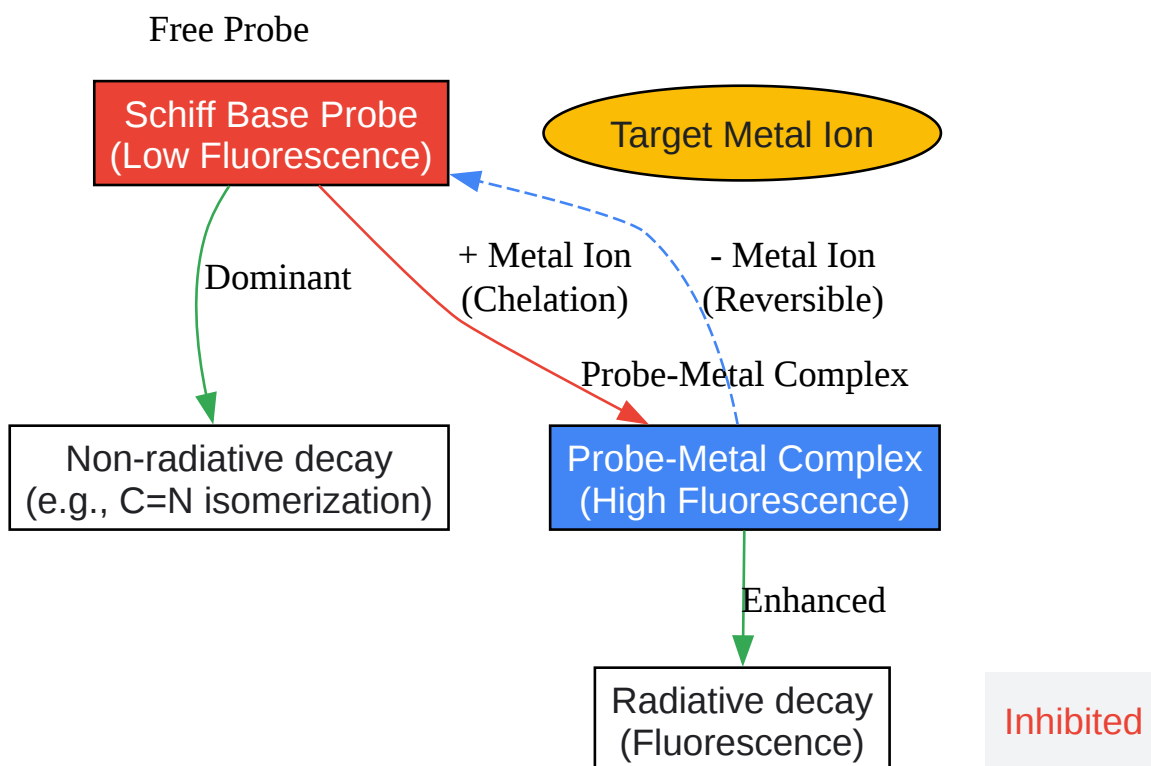 Free Probe
Schiff Base Probe
(Low Fluorescence)
Target Metal Ion
Dominant
+ Metal Ion
(Chelation)
- Metal Ion
(Reversible)
Probe-Metal Complex
Non-radiative decay
(e.g., C=N isomerization)
Probe-Metal Complex
(High Fluorescence)
Enhanced
Radiative decay
(Fluorescence)
Inhibited